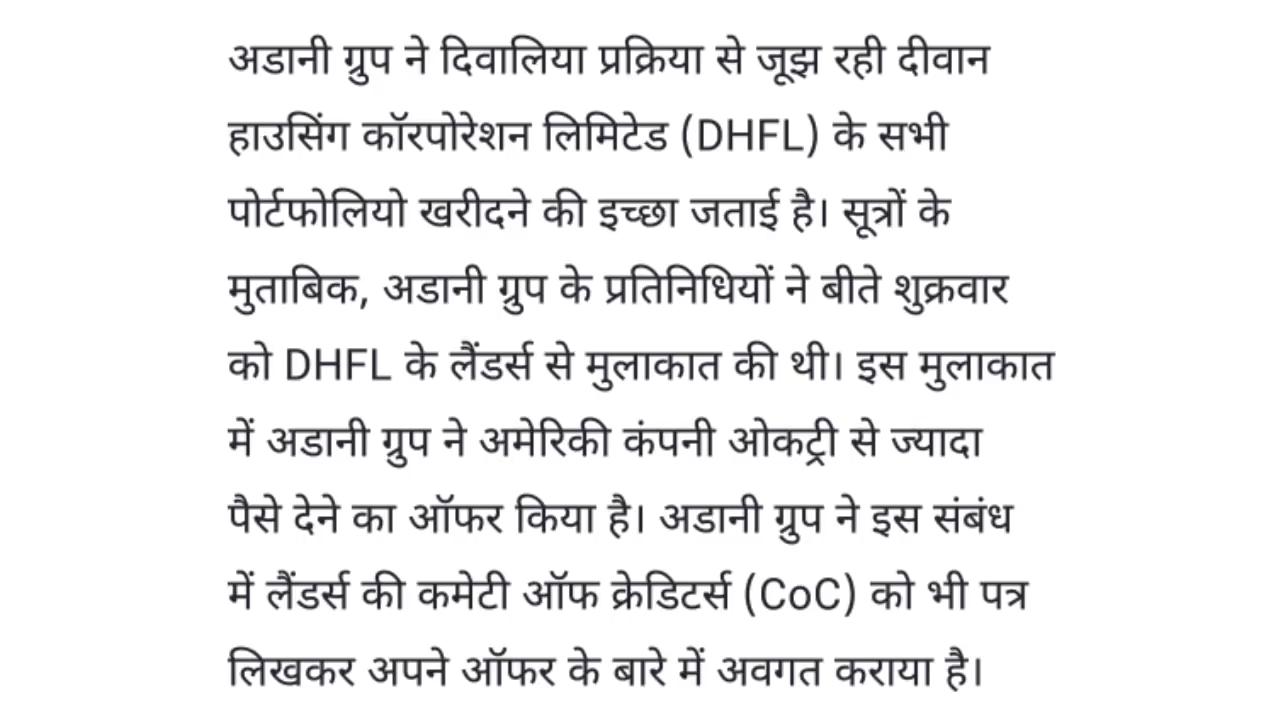 अडानी ग्रुप ने दिवालिया प्रक्रिया से जूझ रही दीवान
हाउसिंग कॉरपोरेशन लिमिटेड (DHFL) के सभी
पोर्टफोलियो खरीदने की इच्छा जताई है। सूत्रों के
मुताबिक, अडानी ग्रुप के प्रतिनिधियों ने बीते शुक्रवार
को DHFL के लैंडर्स से मुलाकात की थी। इस मुलाकात
में अडानी ग्रुप ने अमेरिकी कंपनी ओकट्री से ज्यादा
पैसे देने का ऑफर किया है। अडानी ग्रुप ने इस संबंध
में लैंडर्स की कमेटी ऑफ क्रेडिटर्स (CoC) को भी पत्र
लिखकर अपने ऑफर के बारे में अवगत कराया है।